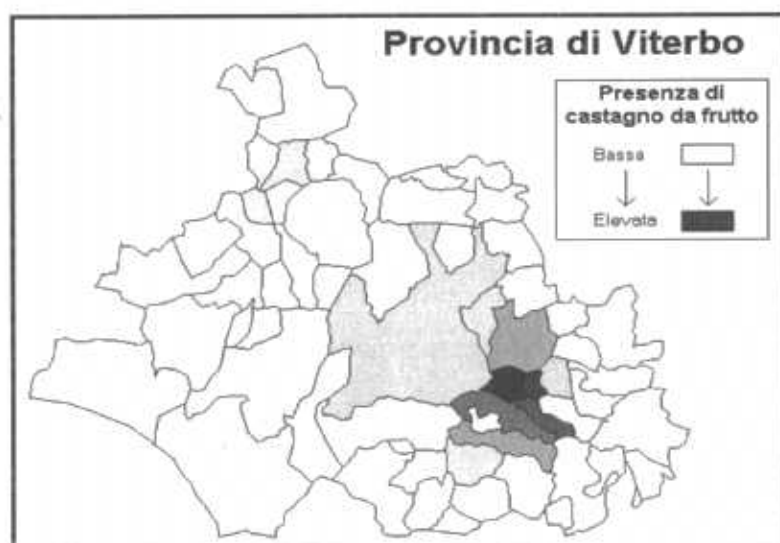 Provincia di Viterbo
Presenza di
castagno da frutto
Bassa
Elevata